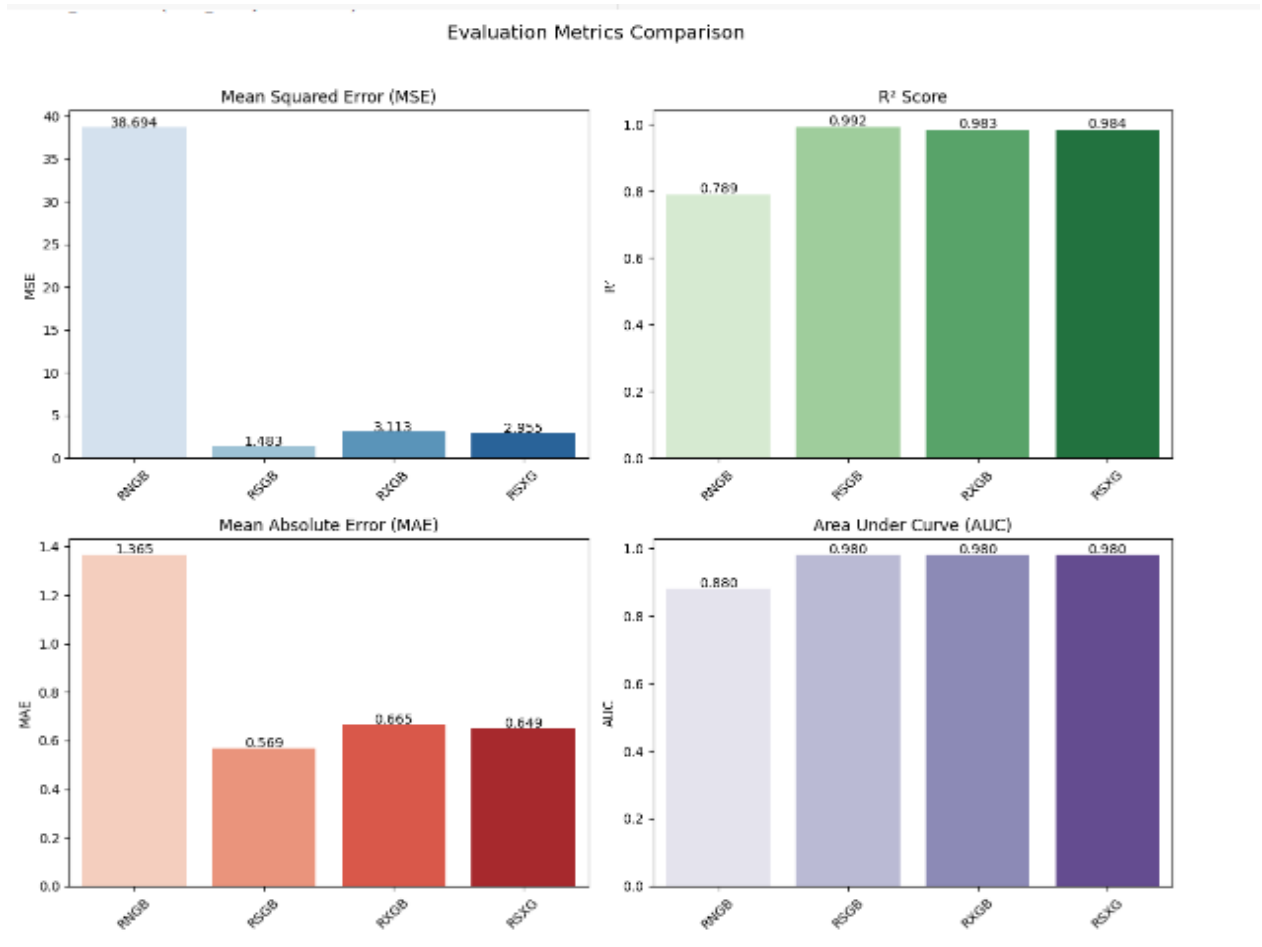 Evaluation Metrics Comparison
Mean Squared Error (MSE)
MSE
40
35
30
25
20
15
10
5
0
38.694
1.483
3.113
2.955
RNGB
RSGB
RXGB
RSXG
R² Score
R²
1.0
0.8
0.6
0.4
0.2
0.0
0.789
0.992
0.983
0.984
RNGB
RSGB
RXGB
RSXG
Mean Absolute Error (MAE)
MAE
1.4
1.2
1.0
0.8
0.6
0.4
0.2
0.0
1.365
0.569
0.665
0.649
RNGB
RSGB
RXGB
RSXG
Area Under Curve (AUC)
AUC
1.0
0.8
0.6
0.4
0.2
0.0
0.880
0.980
0.980
0.980
RNGB
RSGB
RXGB
RSXG